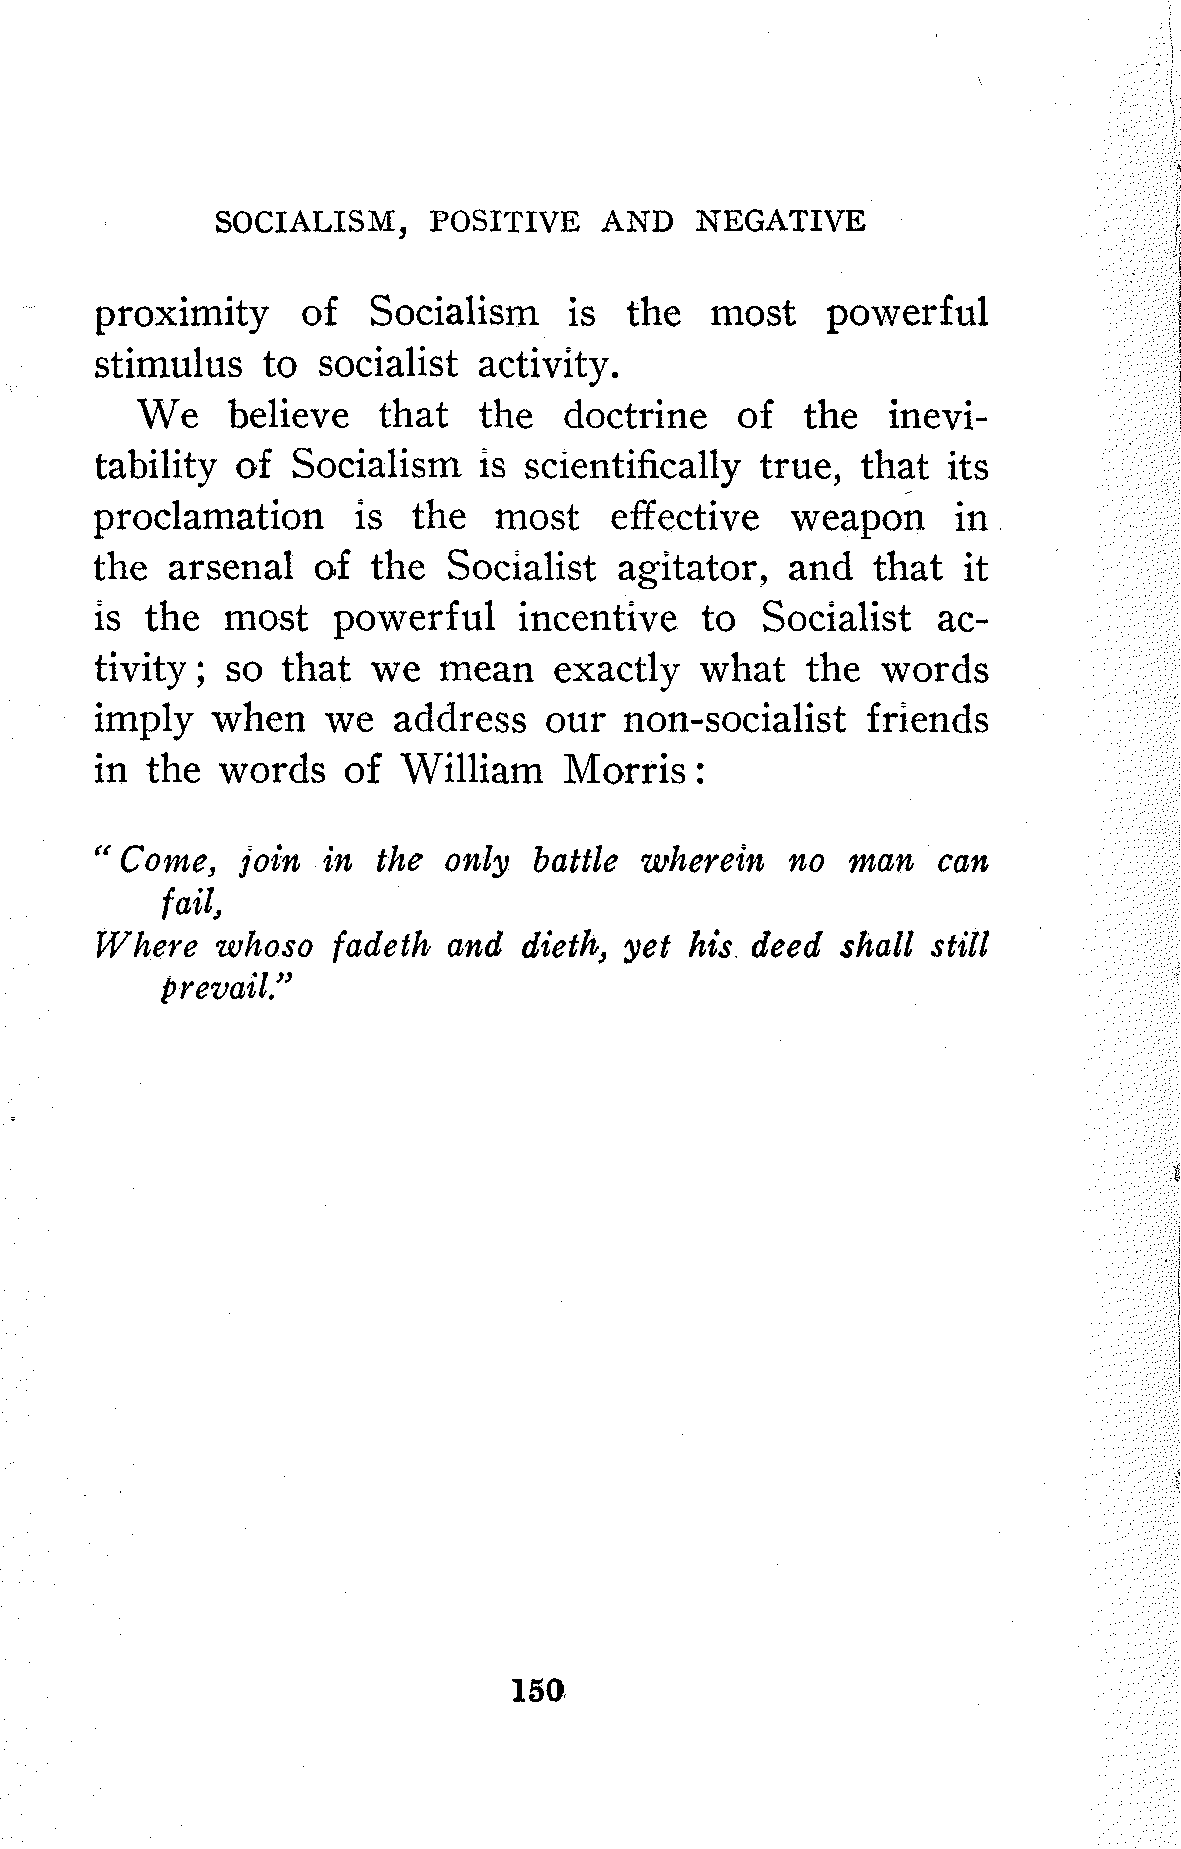 SOCIALISM, POSITIVE AND NEGATIVE
proximity of Socialism is the most powerful
stimulus to socialist activity.
We believe that the doctrine of the inevi-
tability of Socialism is scientifically true, that its
proclamation is the most effective weapon in
the arsenal of the Socialist agitator, and that it
is the most powerful incentive to Socialist ac-
tivity; so that we mean exactly what the words
imply when we address our non-socialist friends
in the words of William Morris:
"Come, join in the only battle wherein no man can
fail,
Where whoso fadeth and dieth, yet his deed shall still
prevail."
150